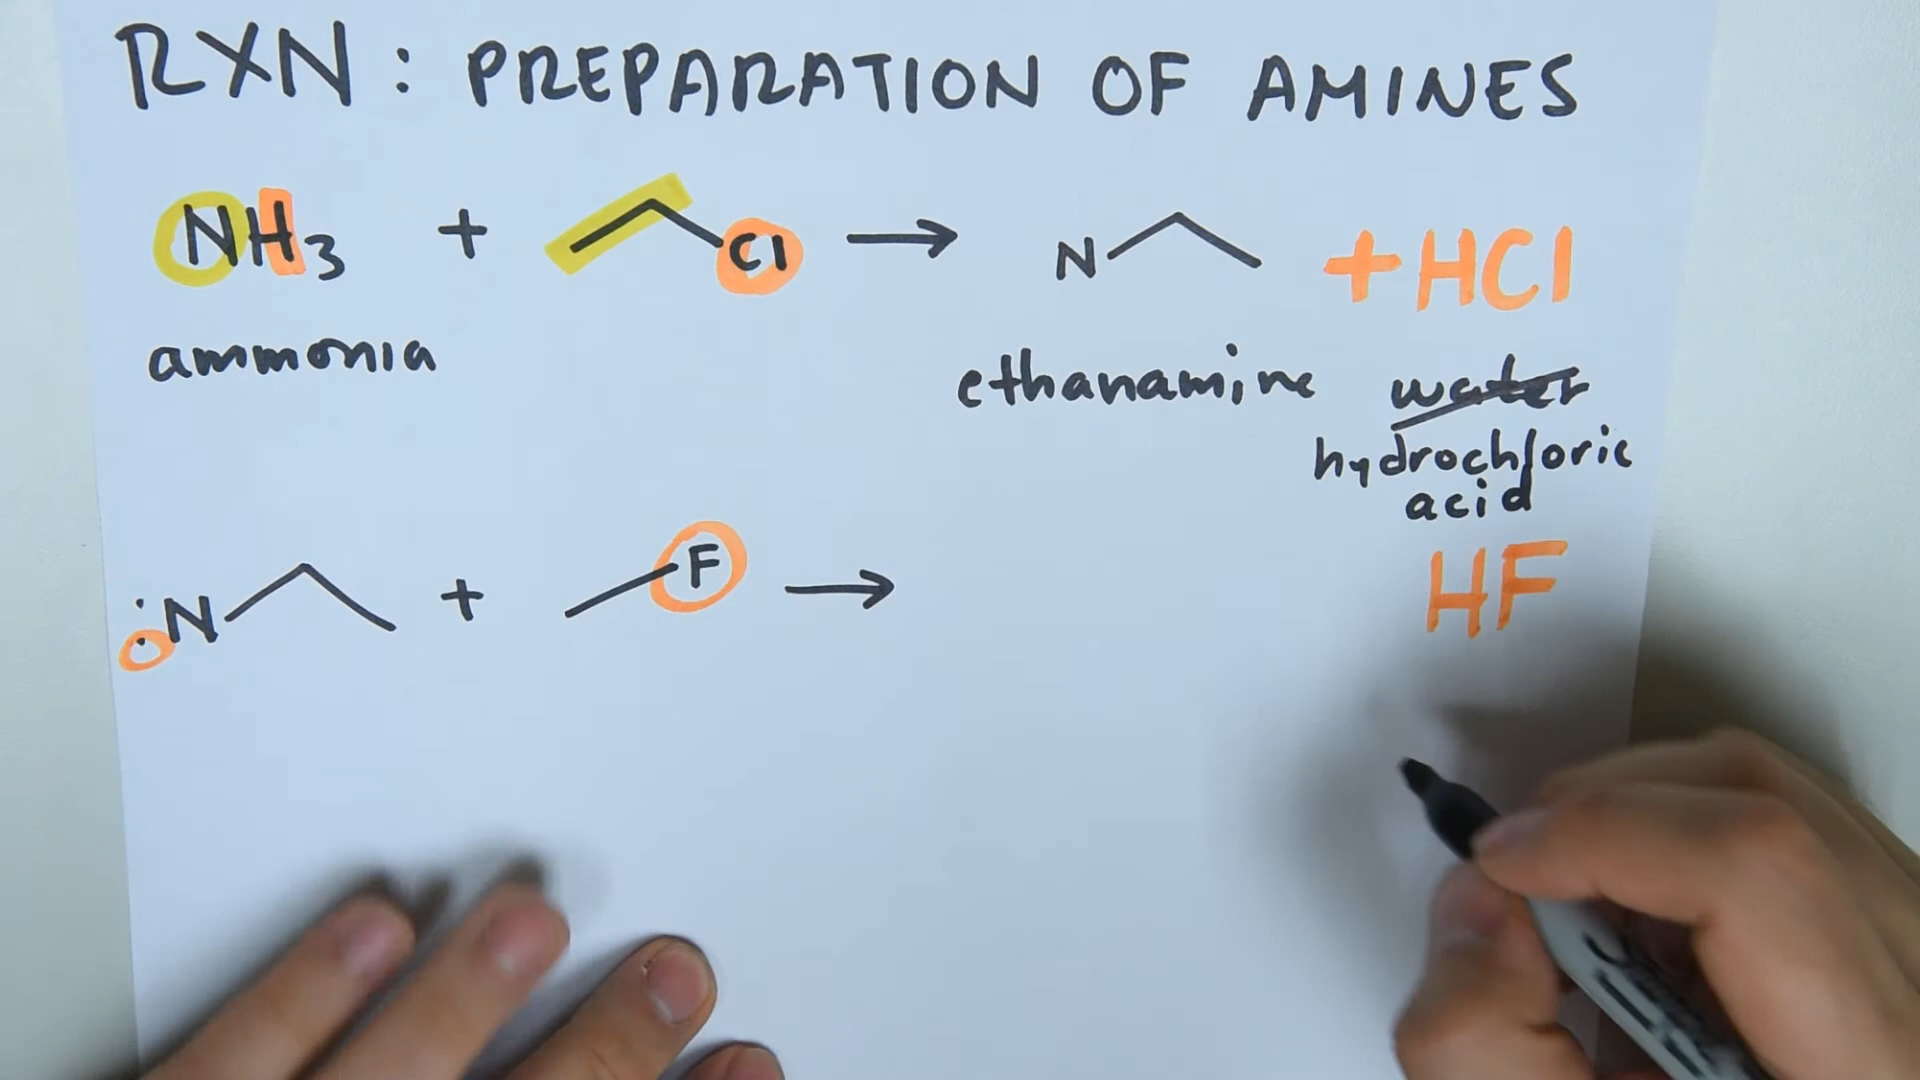 RXN: PREPARATION OF AMINES
NH3 + Cl → N + HCl
ammonia
ethanamine water
hydrochloric
acid
N + F → HF